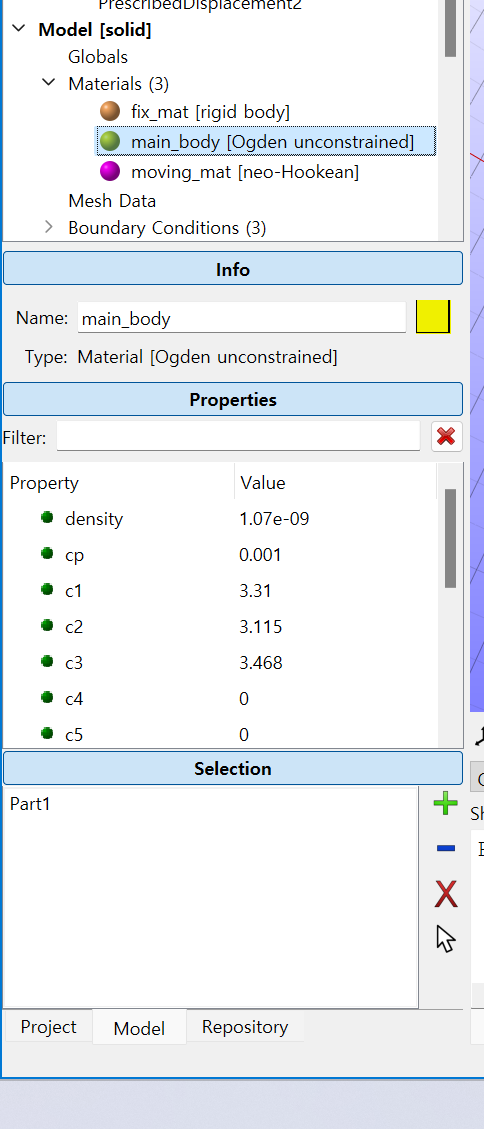 PrescribedDisplacement2
Model [solid]
Globals
Materials (3)
fix_mat [rigid body]
main_body [Ogden unconstrained]
moving_mat [neo-Hookean]
Mesh Data
Boundary Conditions (3)
Info
Name: main_body
Type: Material [Ogden unconstrained]
Properties
Filter:
Property Value
density 1.07e-09
cp 0.001
c1 3.31
c2 3.115
c3 3.468
c4 0
c5 0
Selection
Part1
Project Model Repository